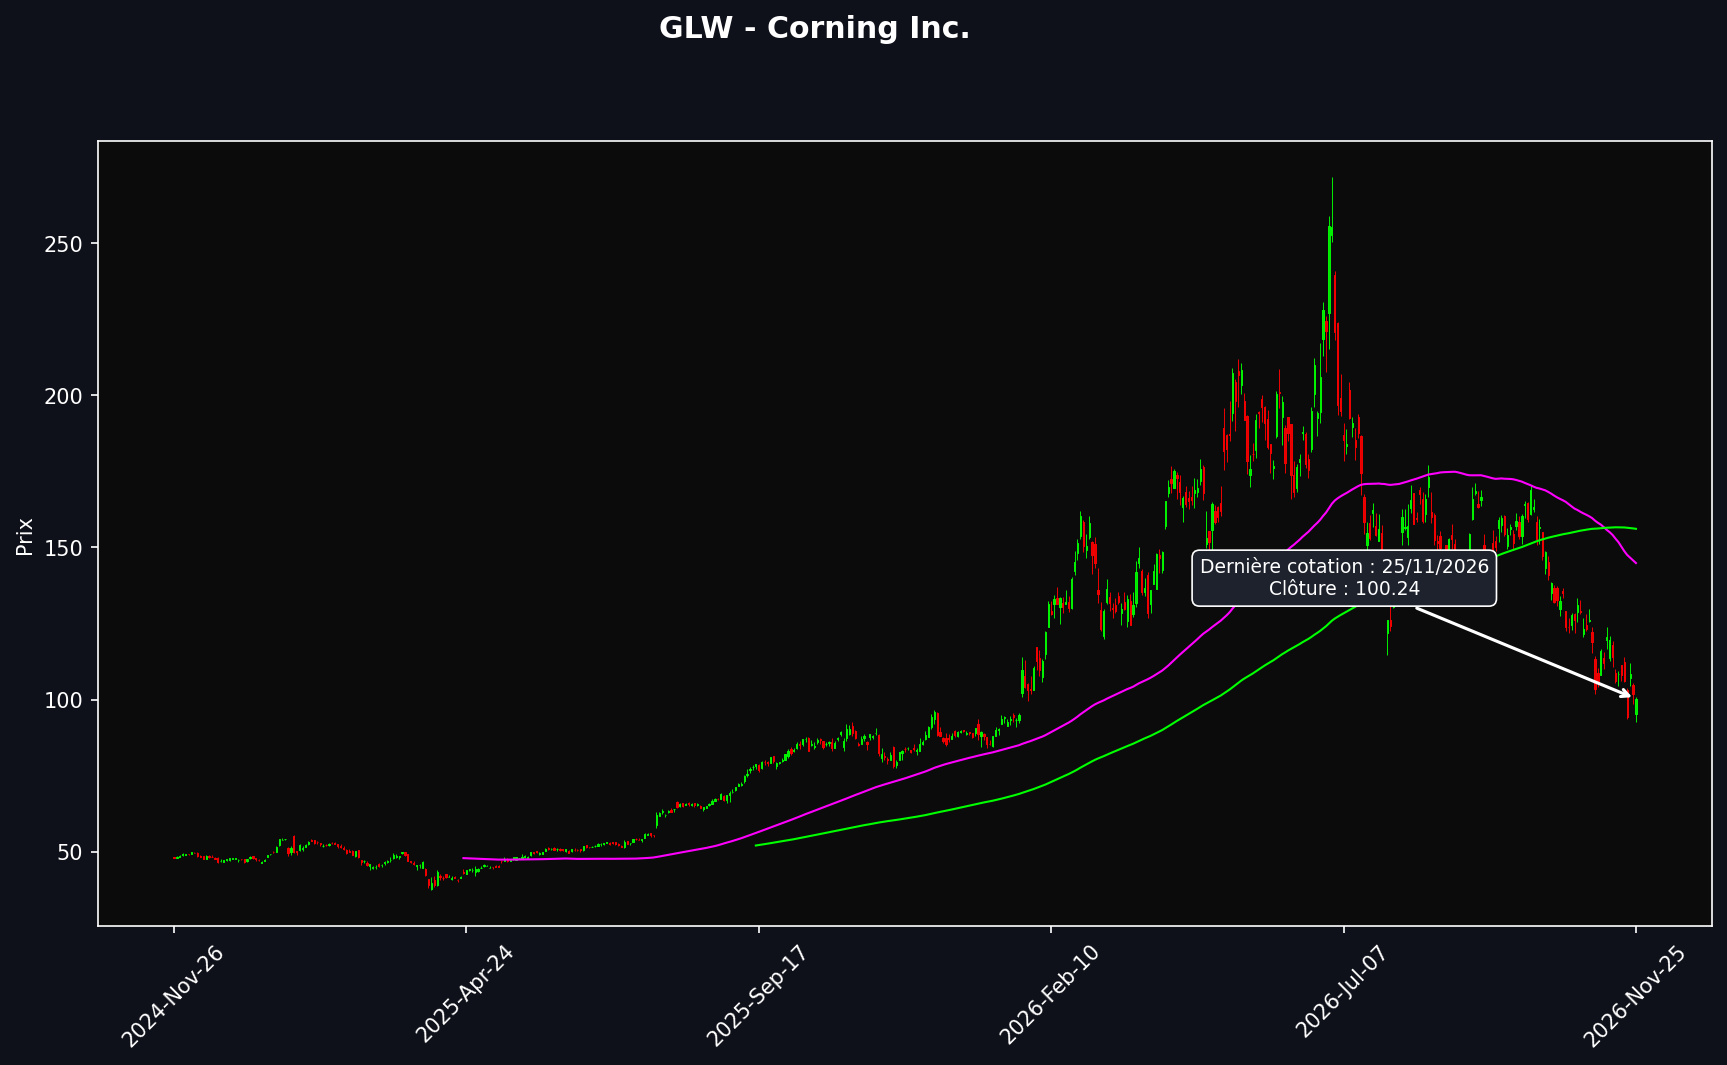 GLW - Corning Inc.
Prix
250
200
150
100
50
Dernière cotation : 25/11/2026
Clôture : 100.24
2024-Nov-26
2025-Apr-24
2025-Sep-17
2026-Feb-10
2026-Jul-07
2026-Nov-25